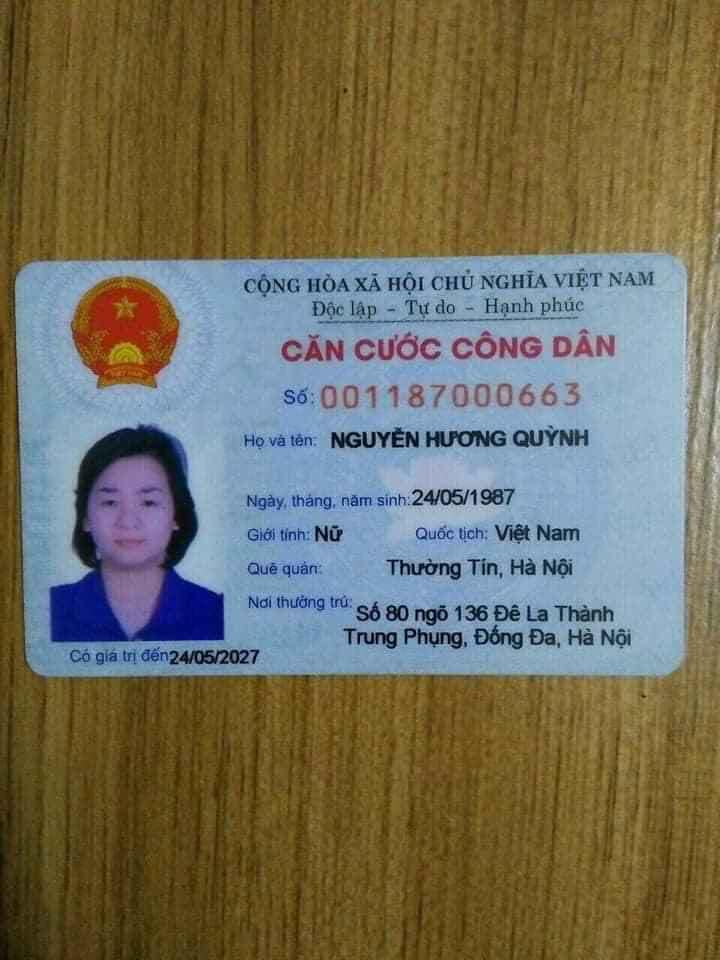 CỘNG HÒA XÃ HỘI CHỦ NGHĨA VIỆT NAM
Độc lập – Tự do – Hạnh phúc
CĂN CƯỚC CÔNG DÂN
Số: 001187000663
Họ và tên: NGUYỄN HƯƠNG QUỲNH
Ngày, tháng, năm sinh: 24/05/1987
Giới tính: Nữ Quốc tịch: Việt Nam
Quê quán: Thường Tín, Hà Nội
Nơi thường trú: Số 80 ngõ 136 Đê La Thành
Trung Phụng, Đống Đa, Hà Nội
Có giá trị đến 24/05/2027